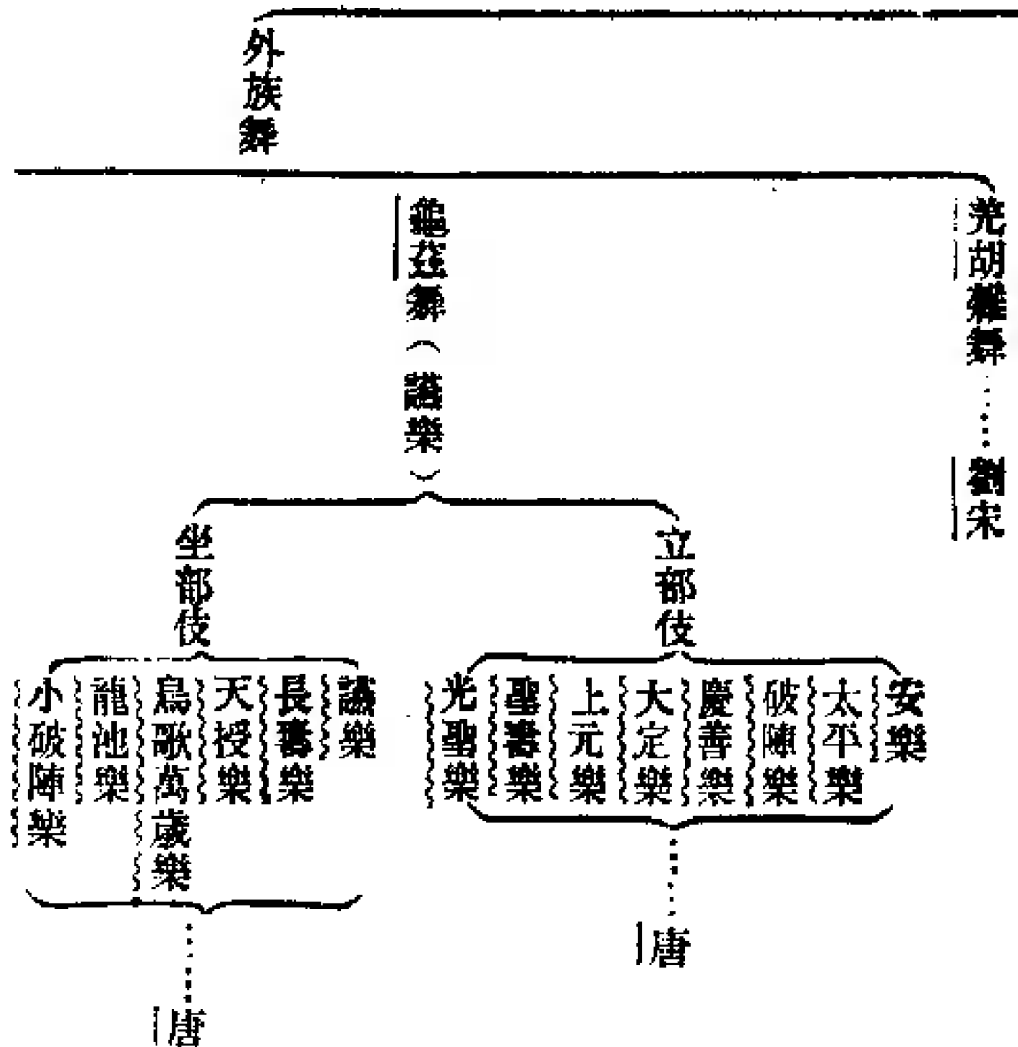 外族舞
羌胡雜舞……劉宋
龜茲舞（讌樂）
立部伎
安樂
太平樂
破陣樂
慶善樂
大定樂
上元樂
聖壽樂
光聖樂
……唐
坐部伎
讌樂
長壽樂
天授樂
鳥歌萬歲樂
龍池樂
小破陣樂
……唐